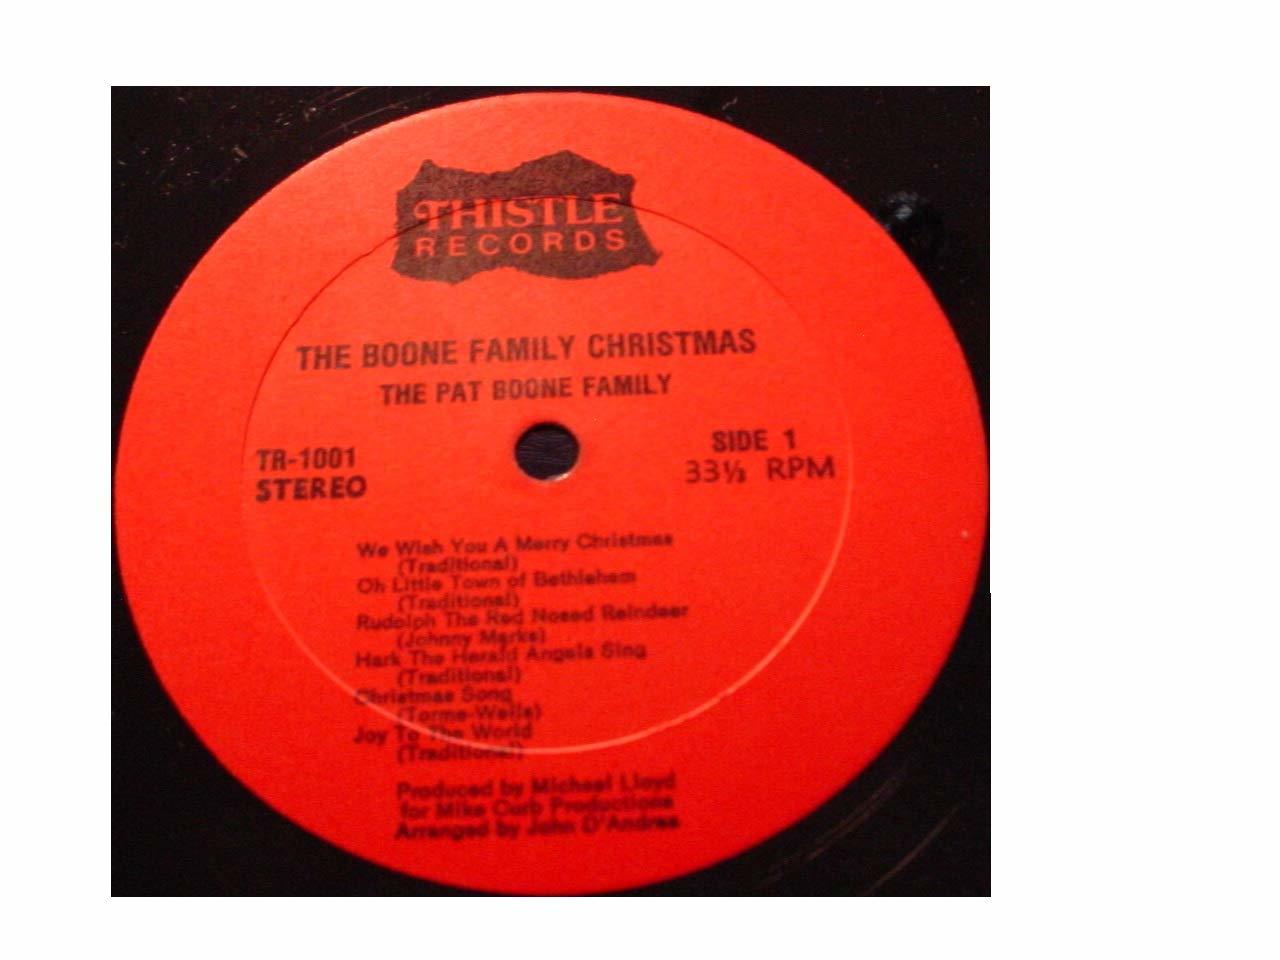 THISTLE
RECORDS
THE BOONE FAMILY CHRISTMAS
THE PAT BOONE FAMILY
TR-1001
STEREO
SIDE 1
33⅓ RPM
We Wish You A Merry Christmas
(Traditional)
Oh Little Town of Bethlehem
(Traditional)
Rudolph The Red Nosed Reindeer
(Johnny Marks)
Hark The Herald Angels Sing
(Traditional)
Christmas Song
(Torme-Wells)
Joy To The World
(Traditional)
Produced by Michael Lloyd
for Mike Curb Productions
Arranged by John D'Andrea